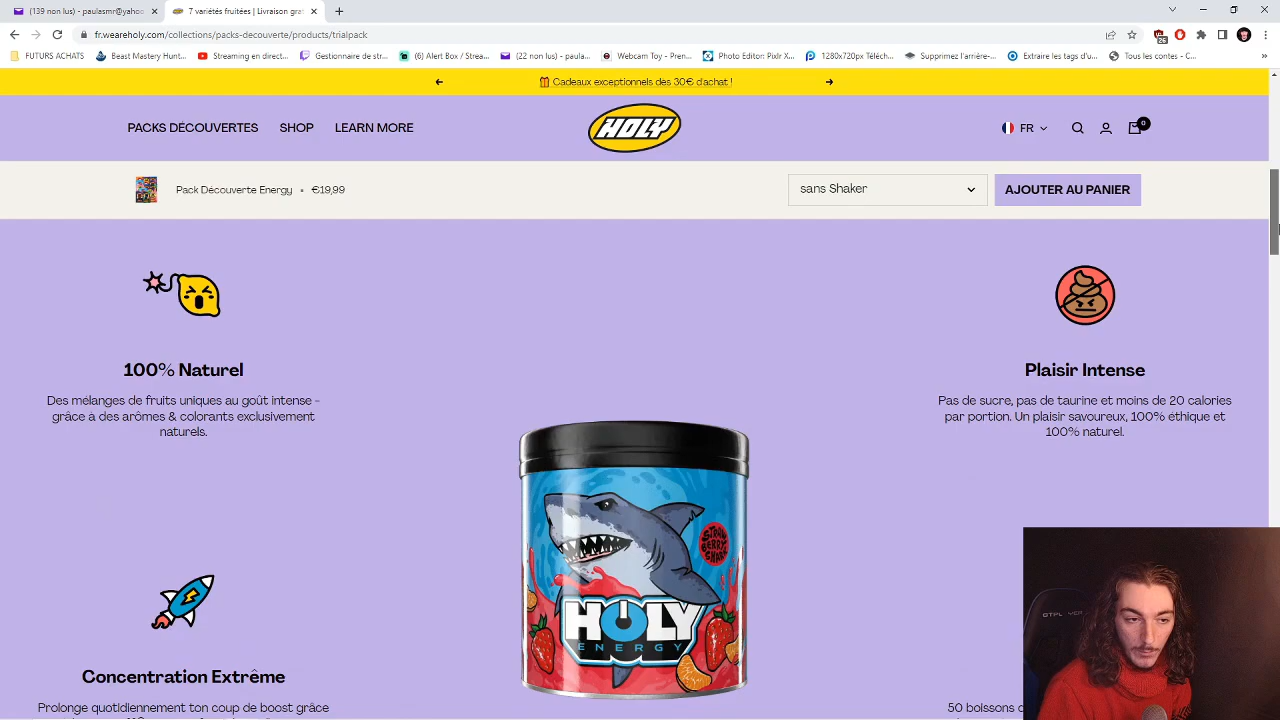 (139 non lus) - paulasmr@yahoo
7 variétés fruitées | Livraison grat
fr.weareholy.com/collections/packs-decouverte/products/trialpack
FUTURS ACHATS
Beast Mastery Hunt...
Streaming en direct...
Gestionnaire de str...
(6) Alert Box / Strea...
(22 non lus) - paula...
Webcam Toy - Pren...
Photo Editor: Pixlr X...
1280x720px Téléch...
Supprimez l'arrière-...
Extraire les tags d'u...
Tous les contes - C...
Cadeaux exceptionnels dès 30€ d'achat !
PACKS DÉCOUVERTES
SHOP
LEARN MORE
HOLY
FR
0
Pack Découverte Energy • €19,99
sans Shaker
AJOUTER AU PANIER
100% Naturel
Des mélanges de fruits uniques au goût intense -
grâce à des arômes & colorants exclusivement
naturels.
Plaisir Intense
Pas de sucre, pas de taurine et moins de 20 calories
par portion. Un plaisir savoureux, 100% éthique et
100% naturel.
STRAW
BERRY
SHARK
HOLY
ENERGY
Concentration Extrême
Prolonge quotidiennement ton coup de boost grâce
50 boissons